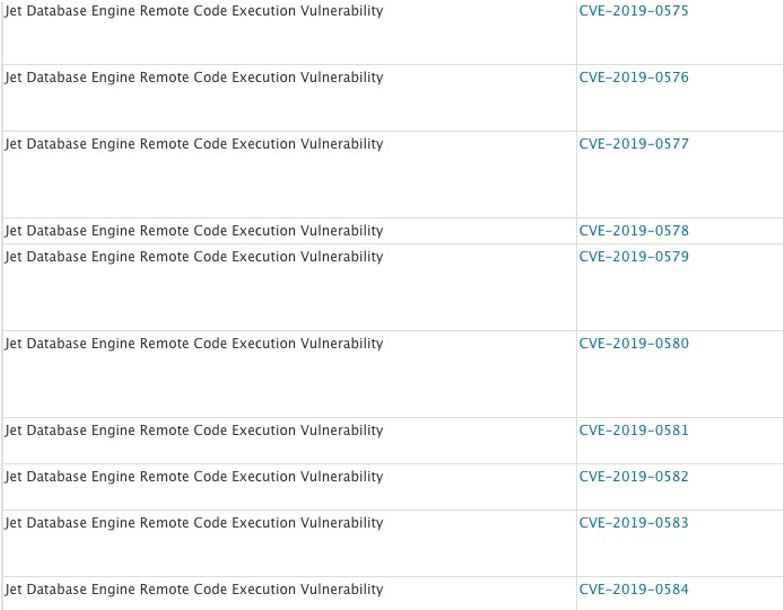 Jet Database Engine Remote Code Execution Vulnerability CVE-2019-0575
Jet Database Engine Remote Code Execution Vulnerability CVE-2019-0576
Jet Database Engine Remote Code Execution Vulnerability CVE-2019-0577
Jet Database Engine Remote Code Execution Vulnerability CVE-2019-0578
Jet Database Engine Remote Code Execution Vulnerability CVE-2019-0579
Jet Database Engine Remote Code Execution Vulnerability CVE-2019-0580
Jet Database Engine Remote Code Execution Vulnerability CVE-2019-0581
Jet Database Engine Remote Code Execution Vulnerability CVE-2019-0582
Jet Database Engine Remote Code Execution Vulnerability CVE-2019-0583
Jet Database Engine Remote Code Execution Vulnerability CVE-2019-0584